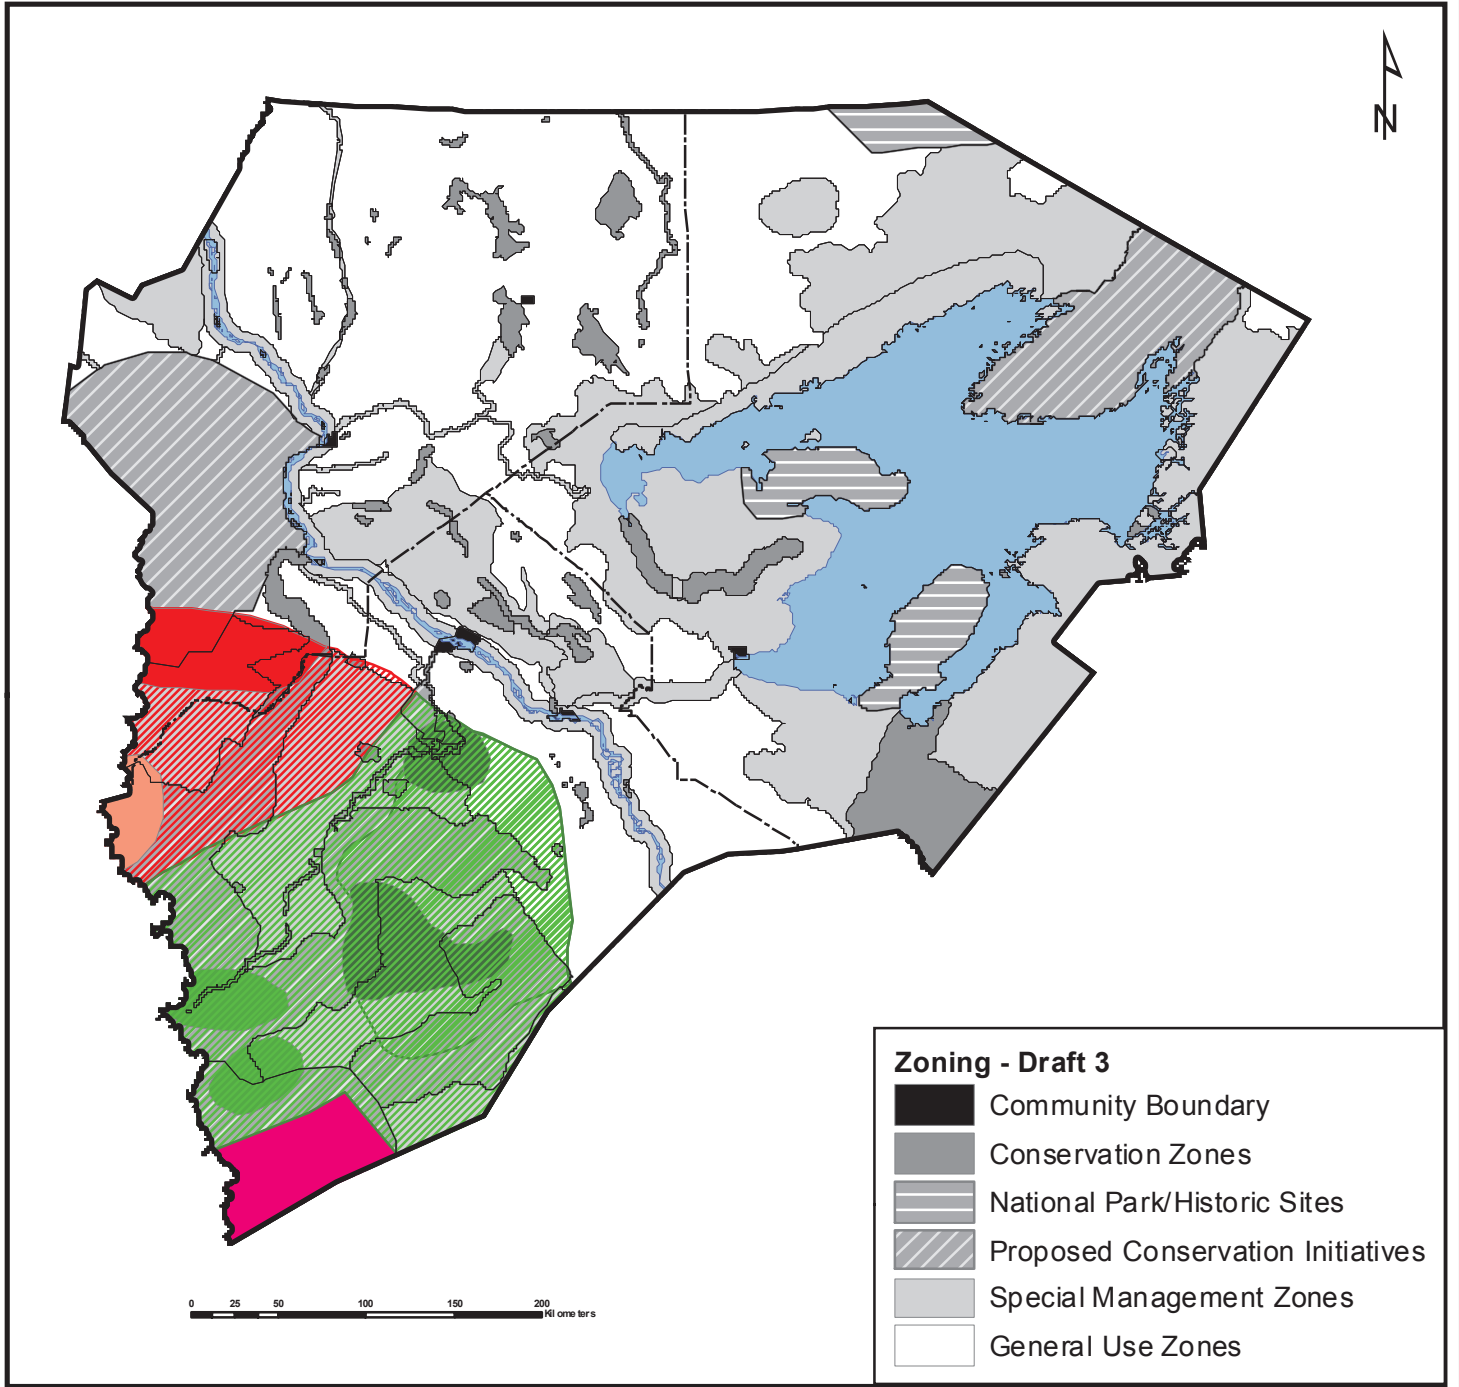 N
Zoning - Draft 3
Community Boundary
Conservation Zones
National Park/Historic Sites
Proposed Conservation Initiatives
Special Management Zones
General Use Zones
0 25 50 100 150 200
Kilometers